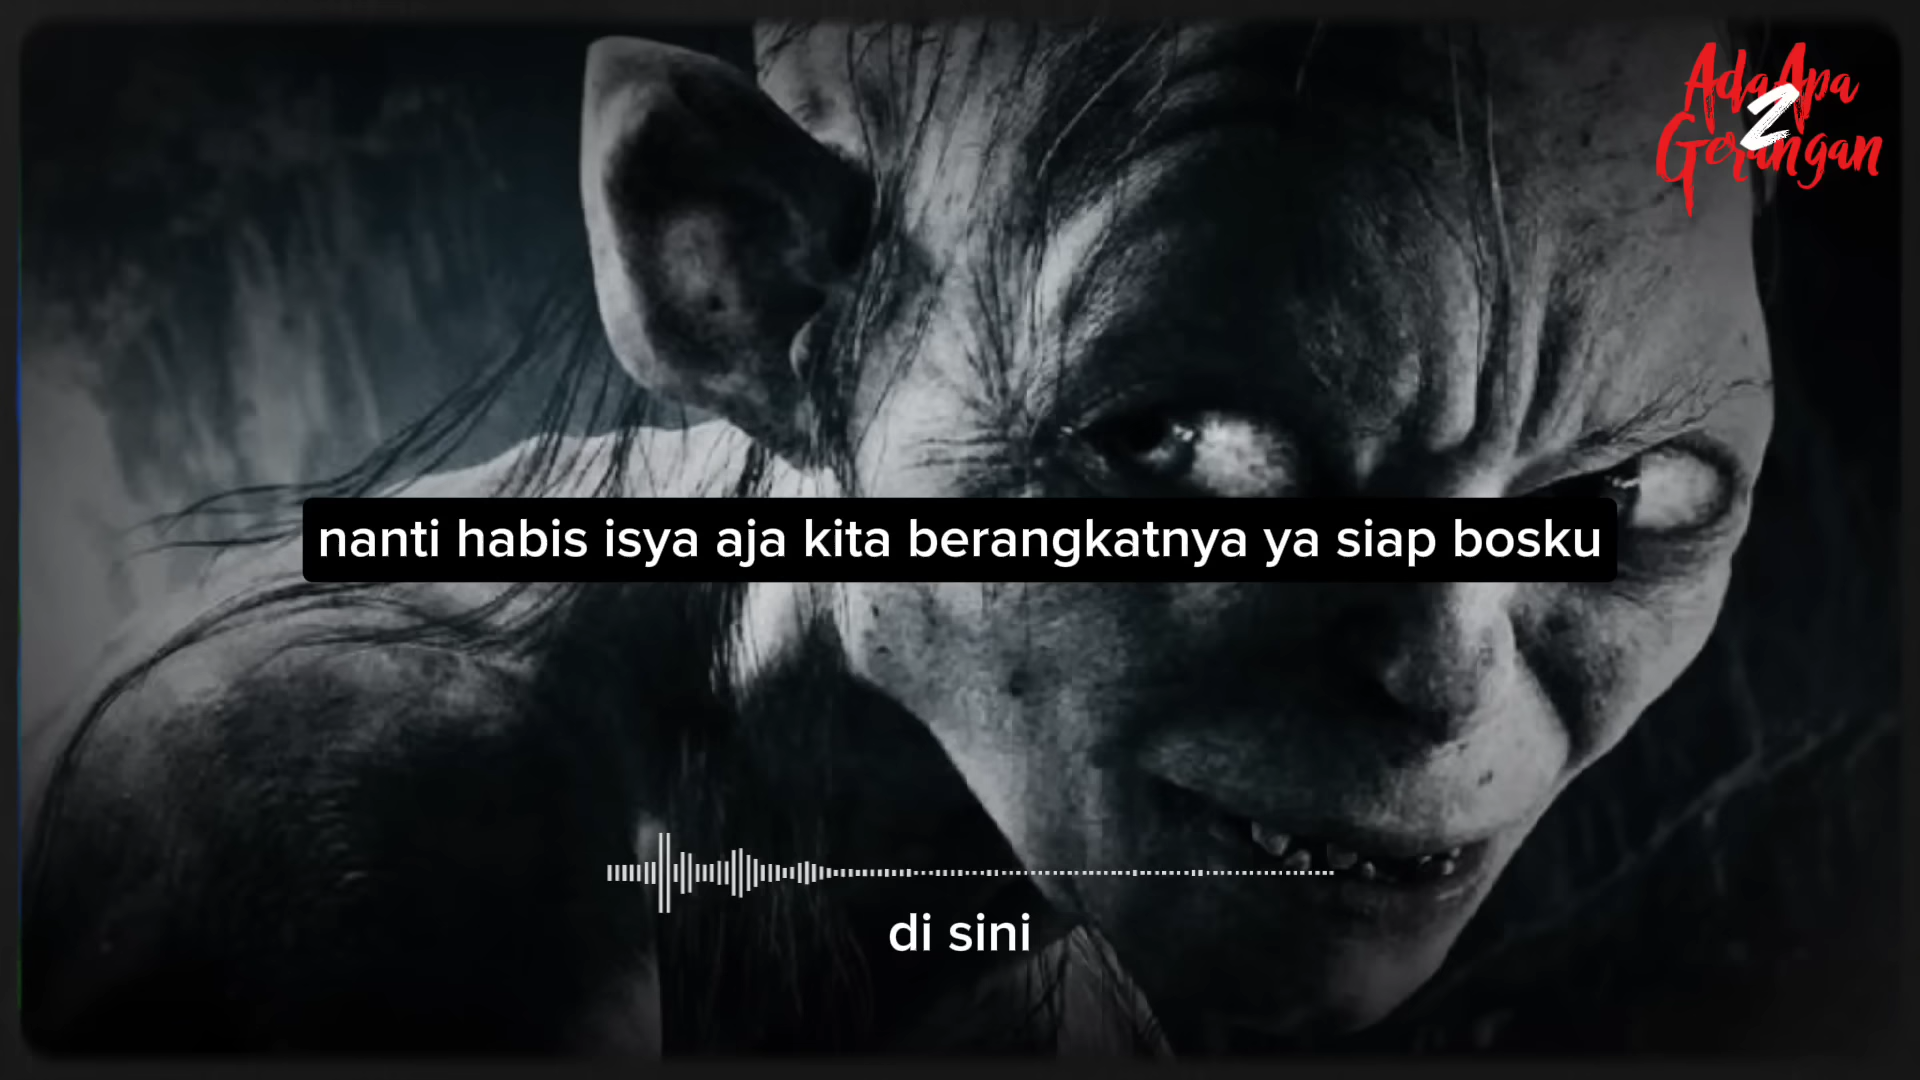 Ada Apa
2
Gerangan
nanti habis isya aja kita berangkatnya ya siap bosku
di sini